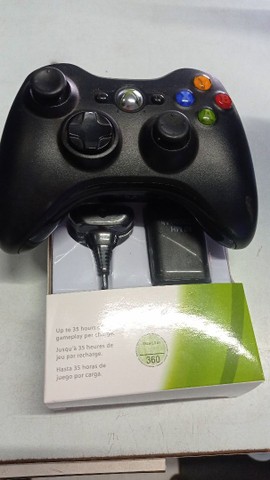 Up to 35 hours of
gameplay per charge.
Jusqu'à 35 heures de
jeu par recharge.
Hasta 35 horas de
juego por carga.
360